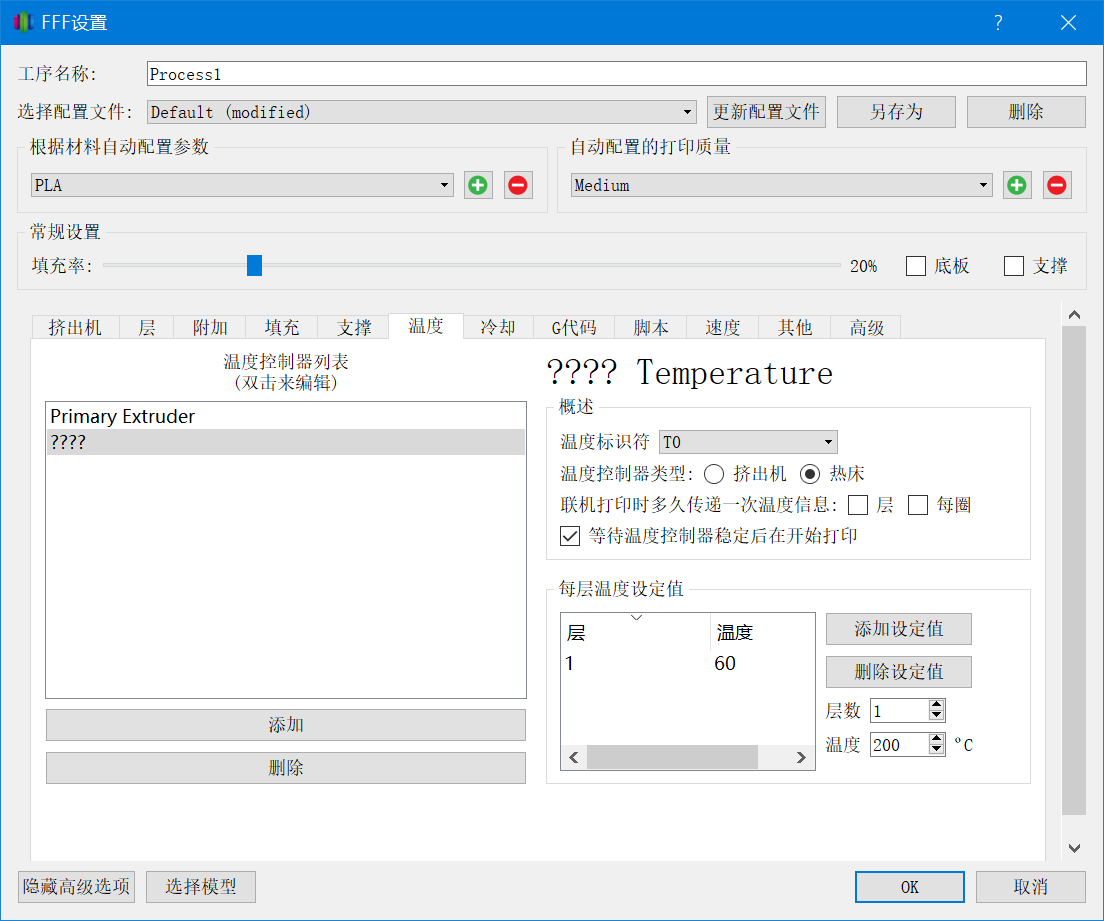 FFF设置
工序名称: Process1
选择配置文件: Default (modified) 更新配置文件 另存为 删除
根据材料自动配置参数 自动配置的打印质量
PLA Medium
常规设置
填充率: 20% 底板 支撑
挤出机 层 附加 填充 支撑 温度 冷却 G代码 脚本 速度 其他 高级
温度控制器列表
(双击来编辑)
Primary Extruder
????
添加
删除
???? Temperature
概述
温度标识符 T0
温度控制器类型: 挤出机 热床
联机打印时多久传递一次温度信息: 层 每圈
等待温度控制器稳定后在开始打印
每层温度设定值
层 温度
1 60
添加设定值
删除设定值
层数 1
温度 200 °C
隐藏高级选项 选择模型 OK 取消